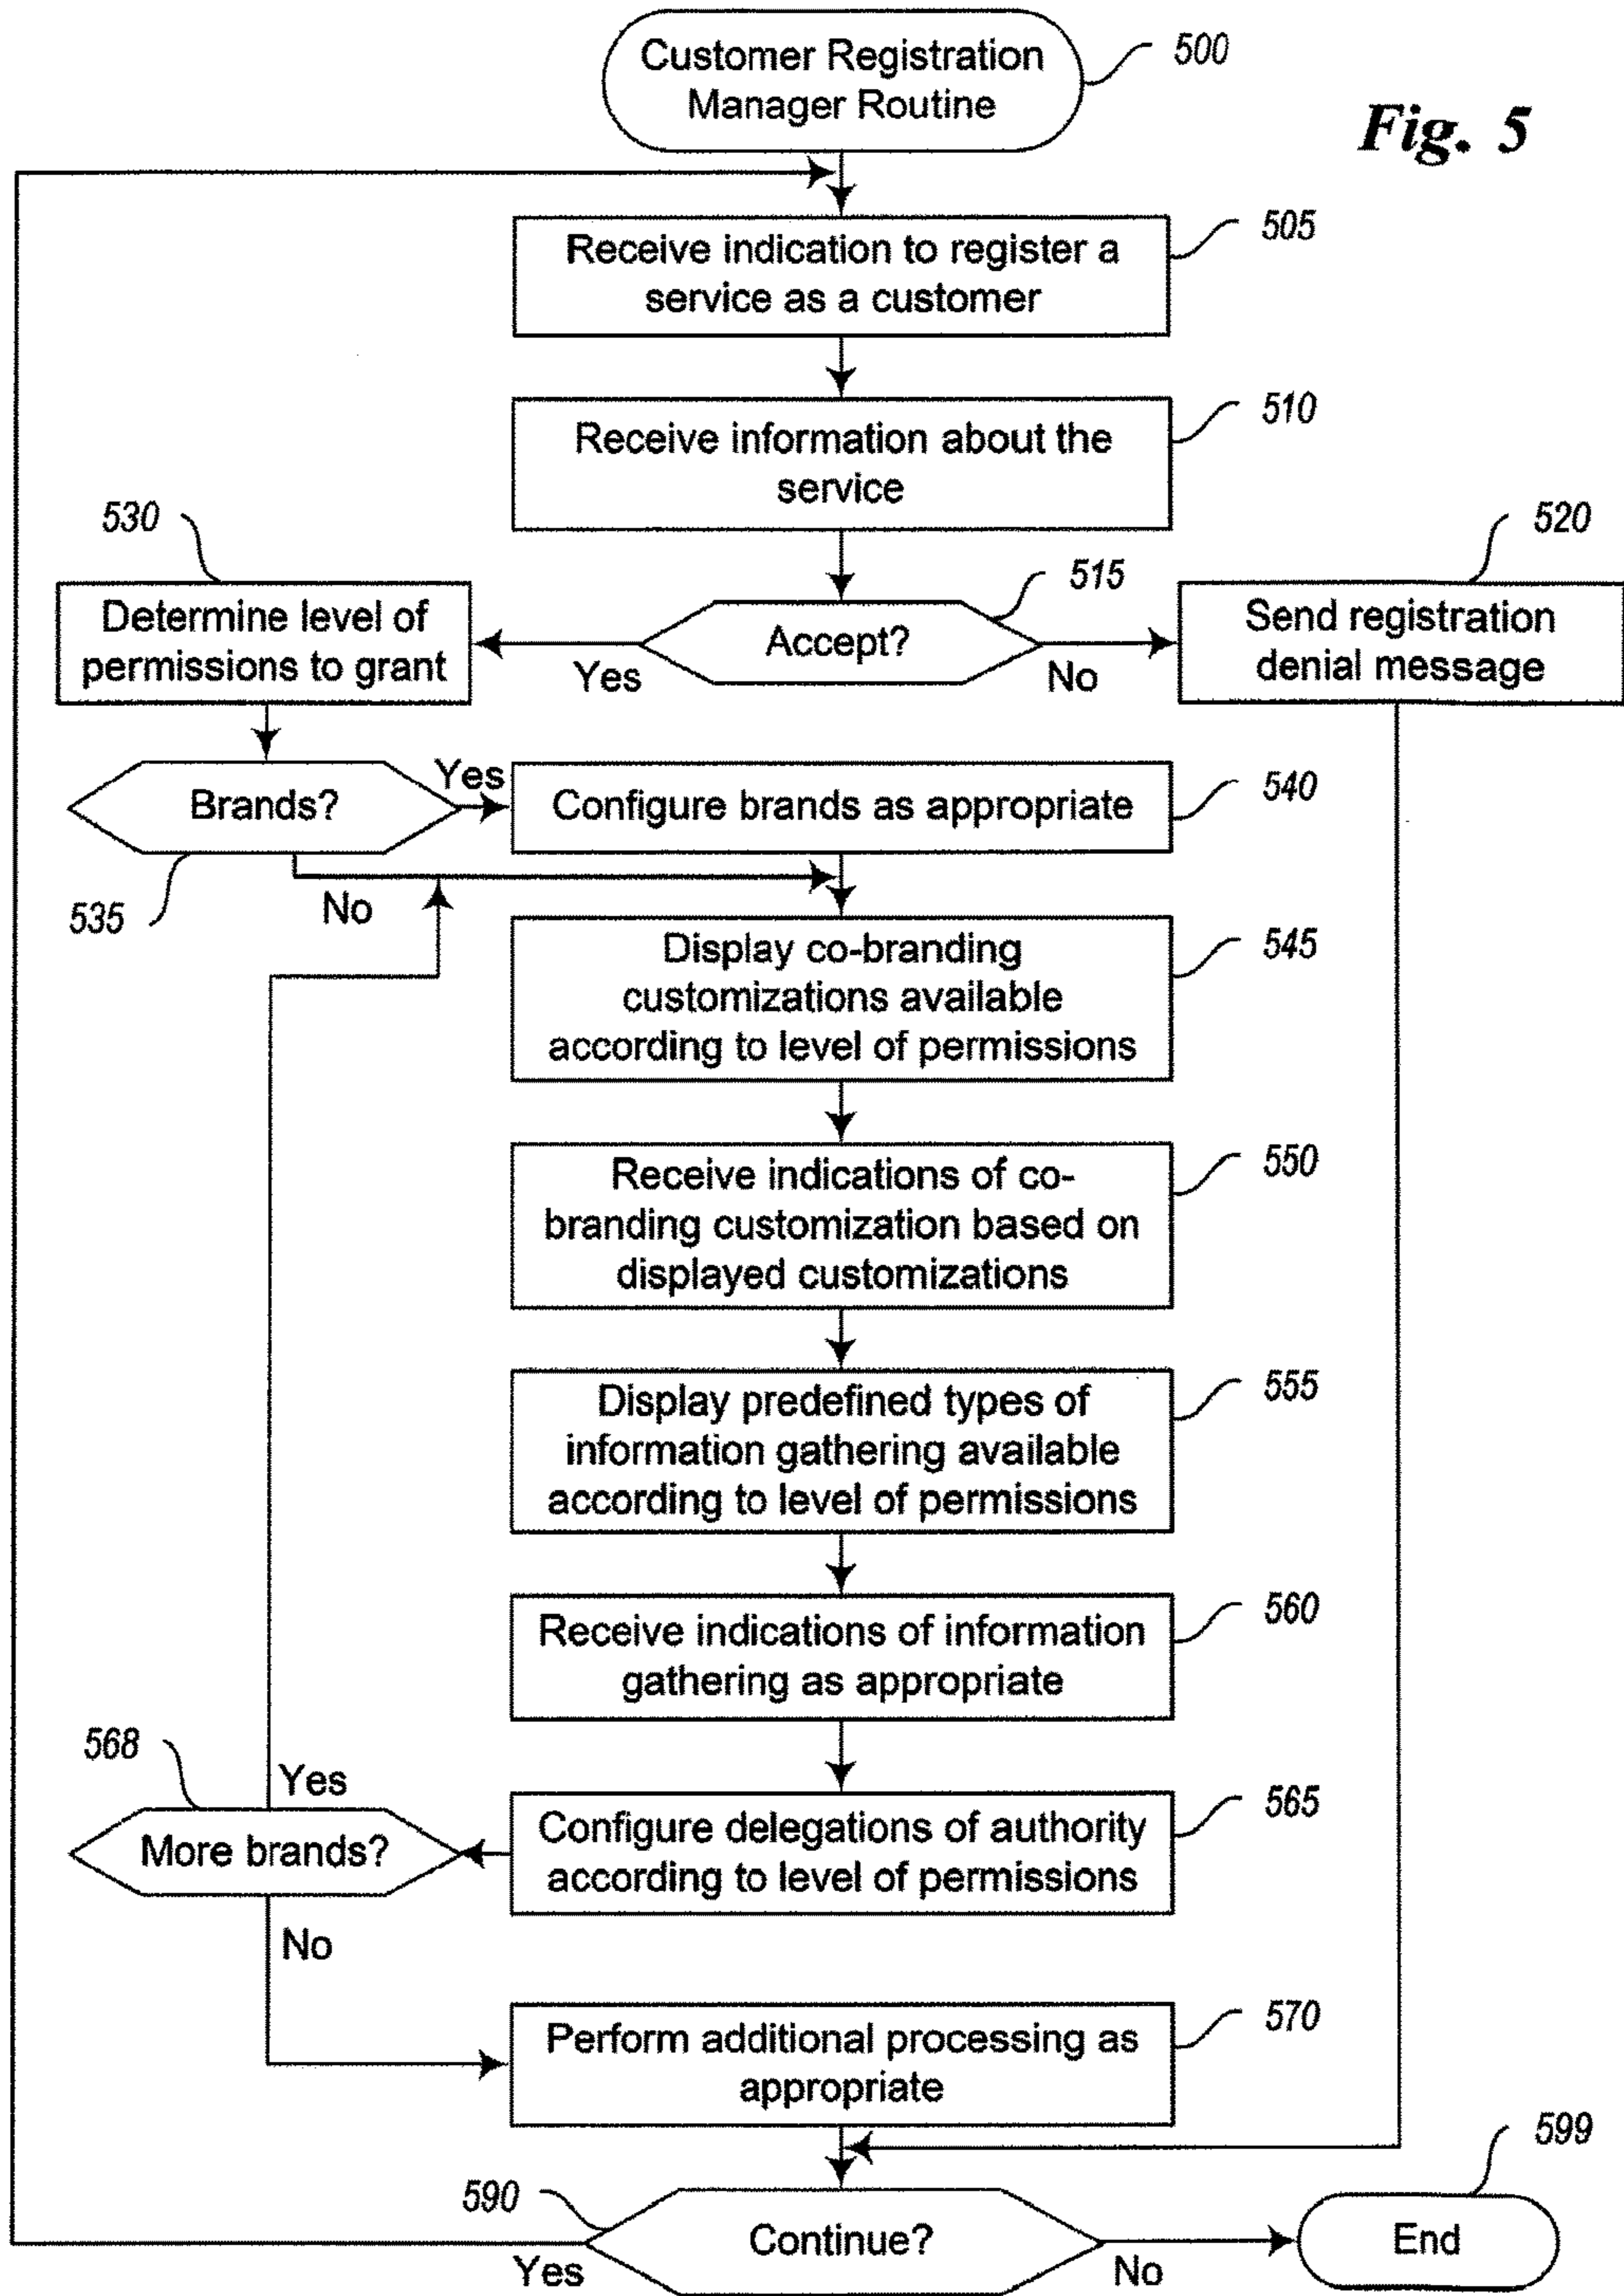 Customer Registration
Manager Routine
500
Fig. 5
Receive indication to register a
service as a customer
505
Receive information about the
service
510
530
520
Determine level of
permissions to grant
Yes
Accept?
515
No
Send registration
denial message
Brands?
535
Yes
No
Configure brands as appropriate
540
Display co-branding
customizations available
according to level of permissions
545
Receive indications of co-
branding customization based on
displayed customizations
550
Display predefined types of
information gathering available
according to level of permissions
555
Receive indications of information
gathering as appropriate
560
568
Yes
More brands?
No
Configure delegations of authority
according to level of permissions
565
Perform additional processing as
appropriate
570
590
Continue?
Yes
No
599
End